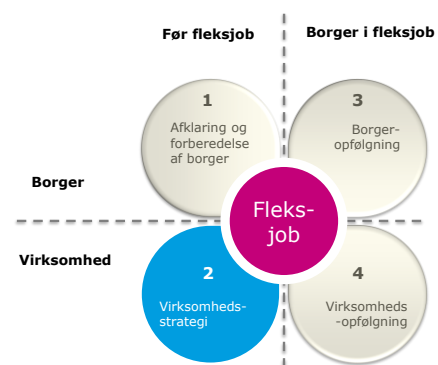 Før fleksjob
Borger i fleksjob
1
Afklaring og
forberedelse
af borger
3
Borger-
opfølgning
Borger
Fleks-
job
Virksomhed
2
Virksomheds-
strategi
4
Virksomheds
-opfølgning